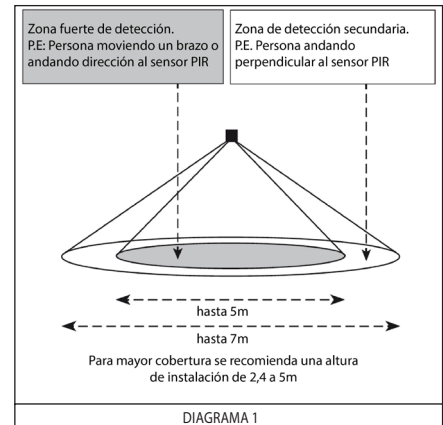 Zona fuerte de detección.
P.E: Persona moviendo un brazo o
andando dirección al sensor PIR
Zona de detección secundaria.
P.E. Persona andando
perpendicular al sensor PIR
hasta 5m
hasta 7m
Para mayor cobertura se recomienda una altura
de instalación de 2,4 a 5m
DIAGRAMA 1